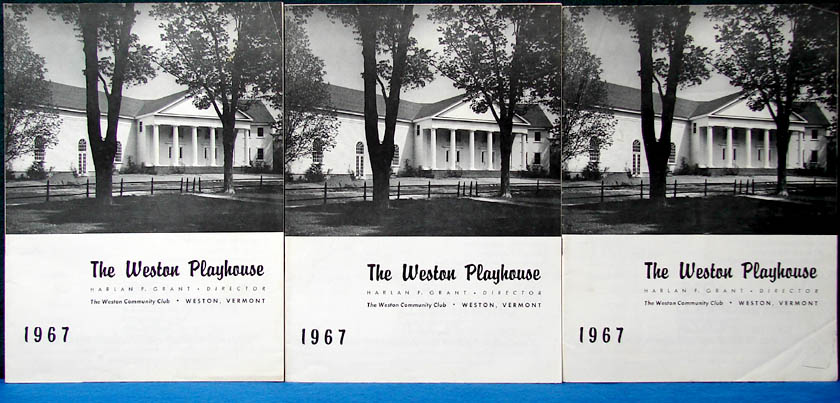 The Weston Playhouse
HARLAN P. GRANT • DIRECTOR
The Weston Community Club • WESTON, VERMONT
1967
The Weston Playhouse
HARLAN P. GRANT • DIRECTOR
The Weston Community Club • WESTON, VERMONT
1967
The Weston Playhouse
HARLAN P. GRANT • DIRECTOR
The Weston Community Club • WESTON, VERMONT
1967